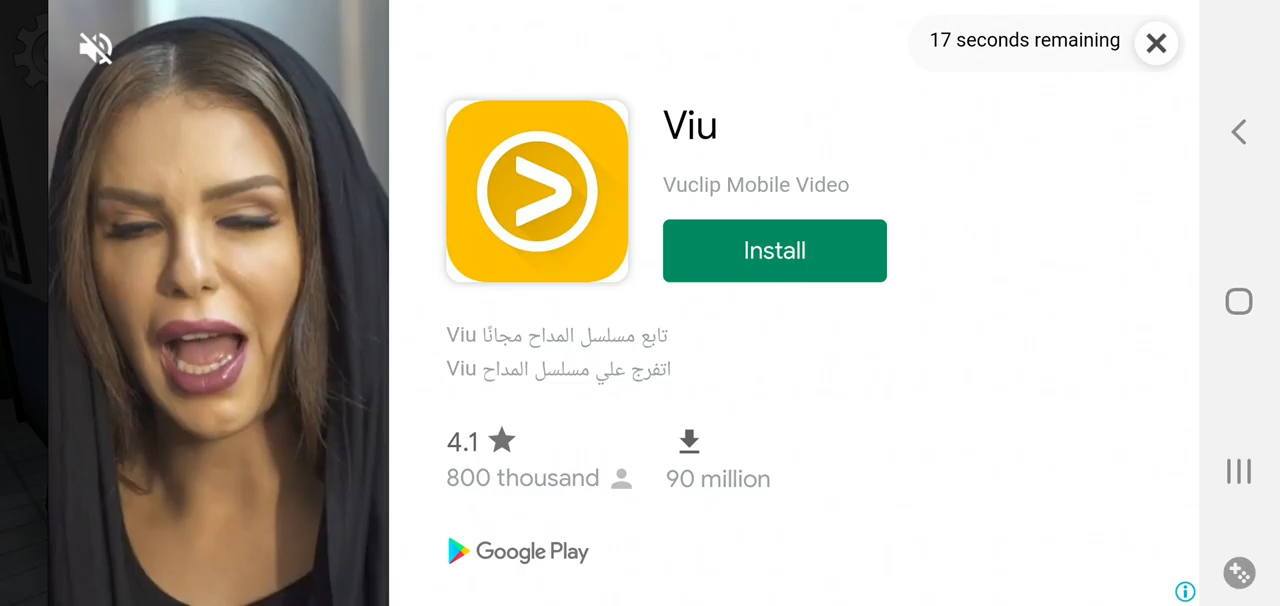 17 seconds remaining
Viu
Vuclip Mobile Video
Install
تابع مسلسل المداح مجانًا Viu
اتفرج علي مسلسل المداح Viu
4.1
800 thousand
90 million
Google Play